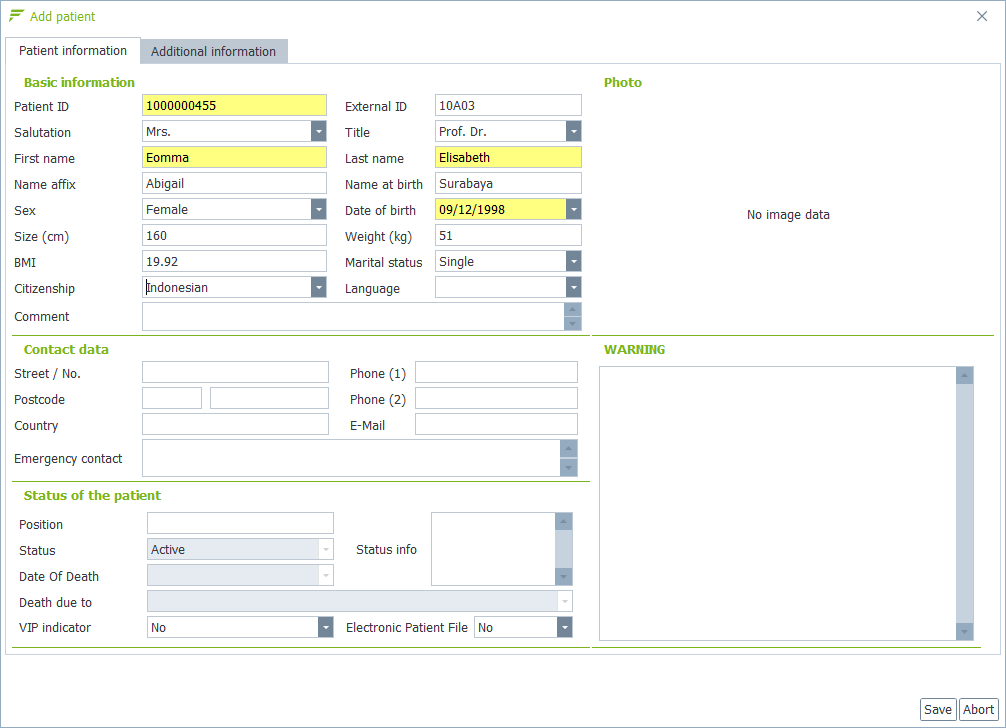 Add patient
Patient information Additional information
Basic information
Patient ID 1000000455 External ID 10A03
Salutation Mrs. Title Prof. Dr.
First name Eomma Last name Elisabeth
Name affix Abigail Name at birth Surabaya
Sex Female Date of birth 09/12/1998
Size (cm) 160 Weight (kg) 51
BMI 19.92 Marital status Single
Citizenship Indonesian Language
Comment
Photo
No image data
Contact data
Street / No. Phone (1)
Postcode Phone (2)
Country E-Mail
Emergency contact
WARNING
Status of the patient
Position
Status Active Status info
Date Of Death
Death due to
VIP indicator No Electronic Patient File No
Save Abort